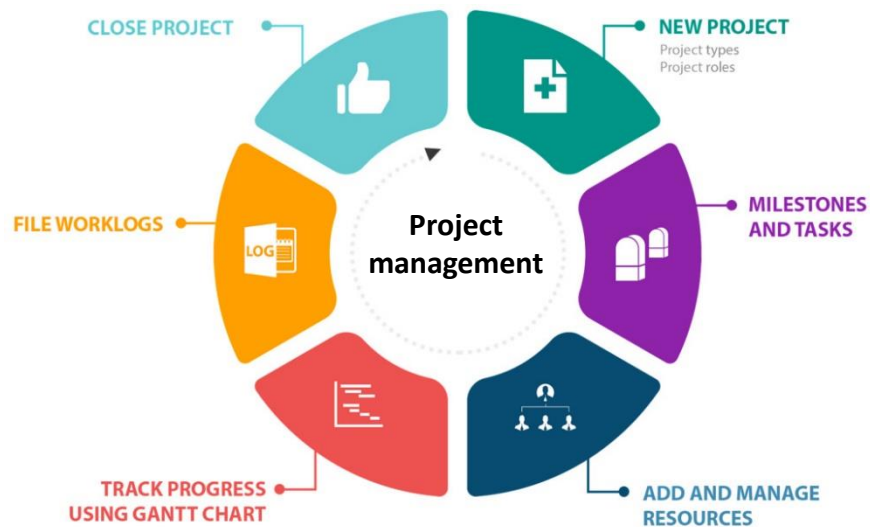 CLOSE PROJECT
NEW PROJECT
Project types
Project roles
FILE WORKLOGS
LOG
Project
management
MILESTONES
AND TASKS
TRACK PROGRESS
USING GANTT CHART
ADD AND MANAGE
RESOURCES